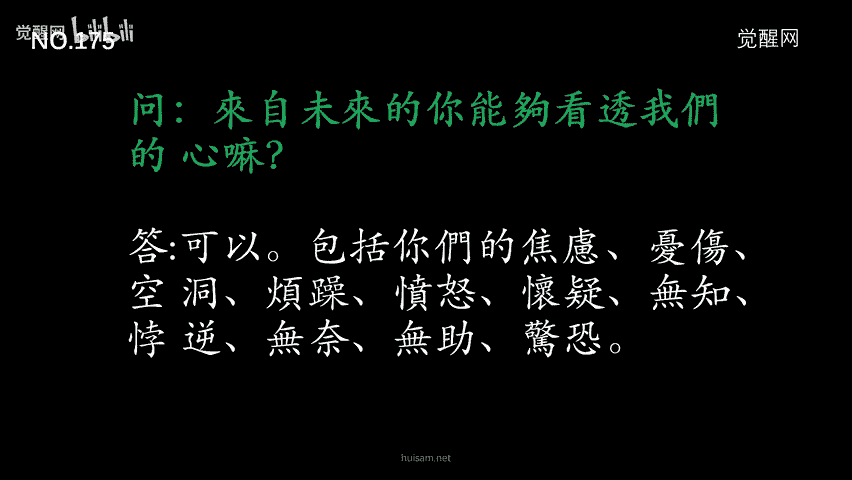 觉醒网 bilibili
NO.175
觉醒网
问：來自未來的你能夠看透我們
的 心嘛？
答:可以。包括你們的焦慮、憂傷、
空 洞、煩躁、憤怒、懷疑、無知、
悖 逆、無奈、無助、驚恐。
huisam.net